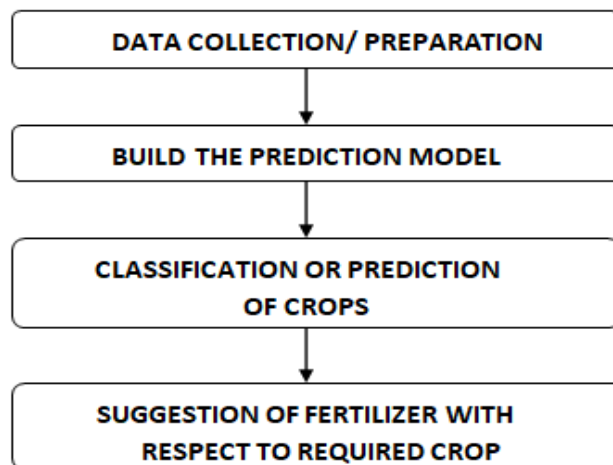 DATA COLLECTION/ PREPARATION
BUILD THE PREDICTION MODEL
CLASSIFICATION OR PREDICTION
OF CROPS
SUGGESTION OF FERTILIZER WITH
RESPECT TO REQUIRED CROP